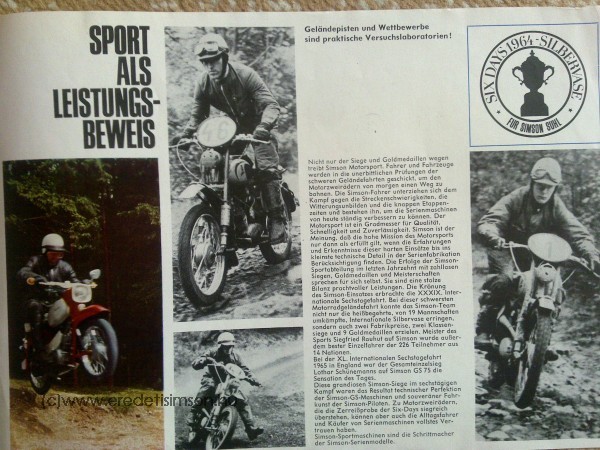 SPORT
ALS
LEISTUNGS-
BEWEIS
Geländepisten und Wettbewerbe
sind praktische Versuchslaboratorien!
SIX DAYS 1964 - SILBERVASE
FÜR SIMSON SUHL
46
Nicht nur der Siege und Goldmedaillen wegen
treibt Simson Motorsport. Fahrer und Fahrzeuge
werden in die unerbittlichen Prüfungen der
schweren Geländefahrten geschickt, um den
Motorzweirädern von morgen einen Weg zu
bahnen. Die Simson-Fahrer unterziehen sich dem
Kampf gegen die Streckenschwierigkeiten, die
Witterungsunbilden und die knappen Etappen-
zeiten und bestehen ihn, um die Serienmaschinen
von heute ständig verbessern zu können. Der
Motorsport ist ein Gradmesser für Qualität,
Schnelligkeit und Zuverlässigkeit. Simson ist der
Meinung, daß die hohe Mission des Motorsports
nur dann als erfüllt gilt, wenn die Erfahrungen
und Erkenntnisse dieser harten Einsätze bis ins
kleinste technische Detail in der Serienfabrikation
Berücksichtigung finden. Die Erfolge der Simson-
Sportabteilung im letzten Jahrzehnt mit zahllosen
Siegen, Goldmedaillen und Meisterschaften
sprechen für sich selbst. Sie sind eine stolze
Bilanz prachtvoller Leistungen. Die Krönung
des Simson-Einsatzes erbrachte die XXXIX. Inter-
nationale Sechstagefahrt. Bei dieser schwersten
Motorradgeländefahrt konnte das Simson-Team
nicht nur die heißbegehrte, von 19 Mannschaften
umkämpfte, Internationale Silbervase erringen,
sondern auch zwei Fabrikpreise, zwei Klassen-
siege und 9 Goldmedaillen erzielen. Meister des
Sports Siegfried Rauhut auf Simson wurde außer-
dem bester Einzelfahrer der 226 Teilnehmer aus
14 Nationen.
Bei der XL. Internationalen Sechstagefahrt
1965 in England war der Gesamteinzelsieg
Lothar Schünemanns auf Simson GS 75 die
Sensation des Tages.
Diese grandiosen Simson-Siege im sechstägigen
Kampf waren das Resultat technischer Perfektion
der Simson-GS-Maschinen und souveräner Fahr-
kunst der Simson-Piloten. Zu Motorzweirädern,
die die Zerreißprobe der Six-Days siegreich
überstehen, können aber auch die Alltagsfahrer
und Käufer von Serienmaschinen vollstes Ver-
trauen haben.
Simson-Sportmaschinen sind die Schrittmacher
der Simson-Serienmodelle.
(c)www.eredetisimson.hu